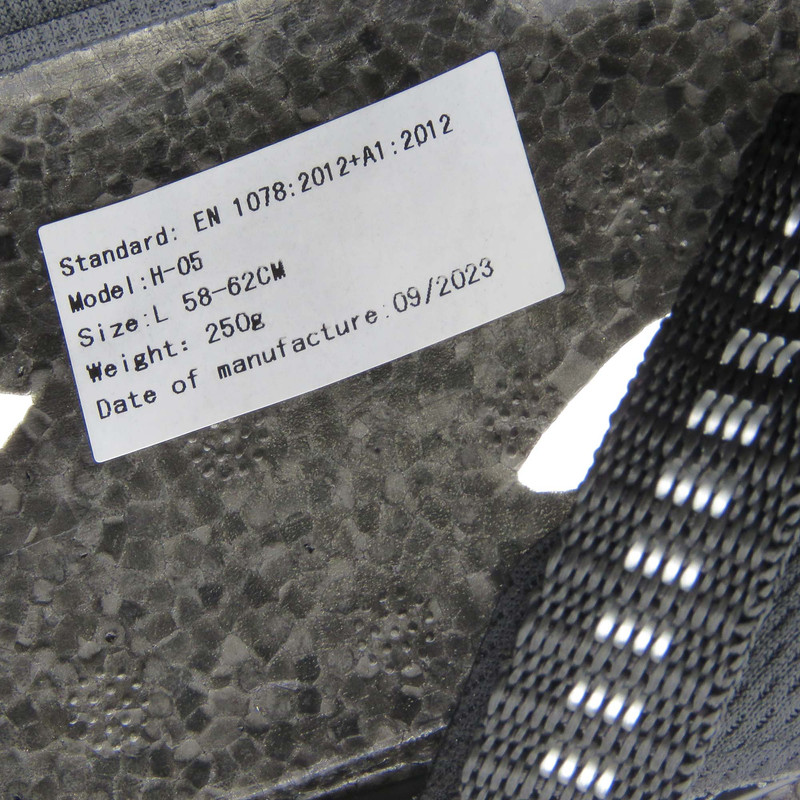 Standard: EN 1078:2012+A1:2012
Model:H-05
Size:L 58-62CM
Weight: 250g
Date of manufacture:09/2023